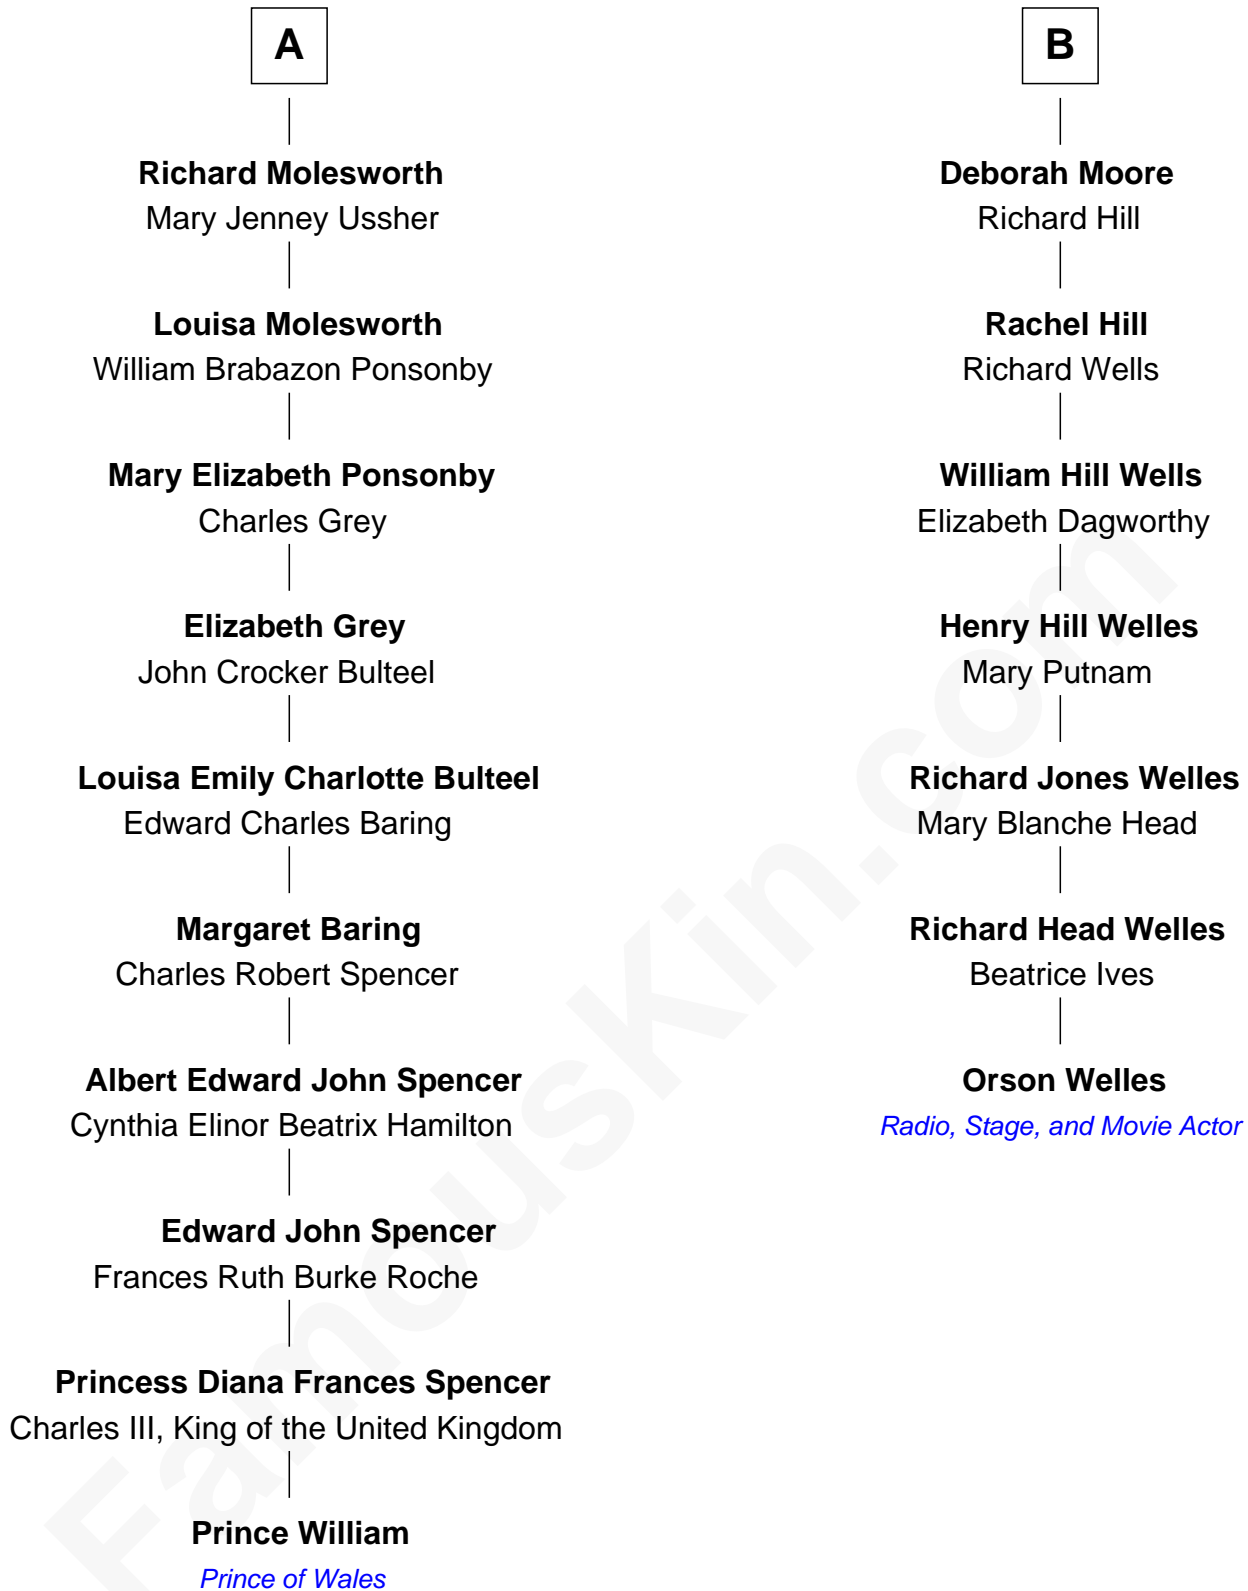 A
Richard Molesworth
Mary Jenney Ussher
Louisa Molesworth
William Brabazon Ponsonby
Mary Elizabeth Ponsonby
Charles Grey
Elizabeth Grey
John Crocker Bulteel
Louisa Emily Charlotte Bulteel
Edward Charles Baring
Margaret Baring
Charles Robert Spencer
Albert Edward John Spencer
Cynthia Elinor Beatrix Hamilton
Edward John Spencer
Frances Ruth Burke Roche
Princess Diana Frances Spencer
Charles III, King of the United Kingdom
Prince William
Prince of Wales
B
Deborah Moore
Richard Hill
Rachel Hill
Richard Wells
William Hill Wells
Elizabeth Dagworthy
Henry Hill Welles
Mary Putnam
Richard Jones Welles
Mary Blanche Head
Richard Head Welles
Beatrice Ives
Orson Welles
Radio, Stage, and Movie Actor
FamousKin.com